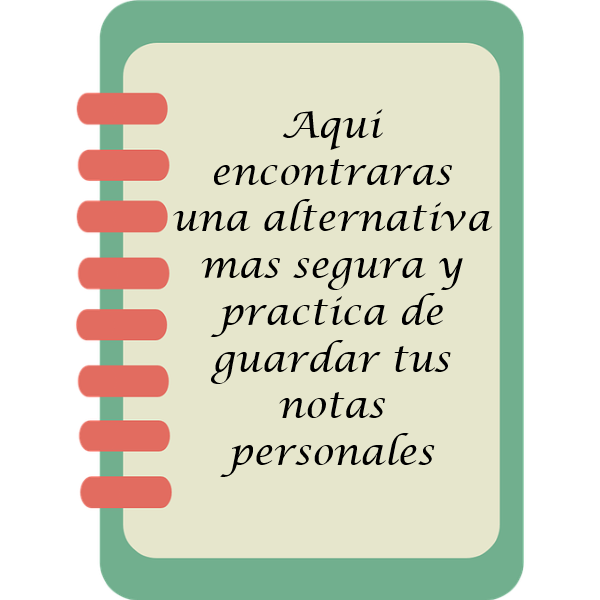 Aqui
encontraras
una alternativa
mas segura y
practica de
guardar tus
notas
personales